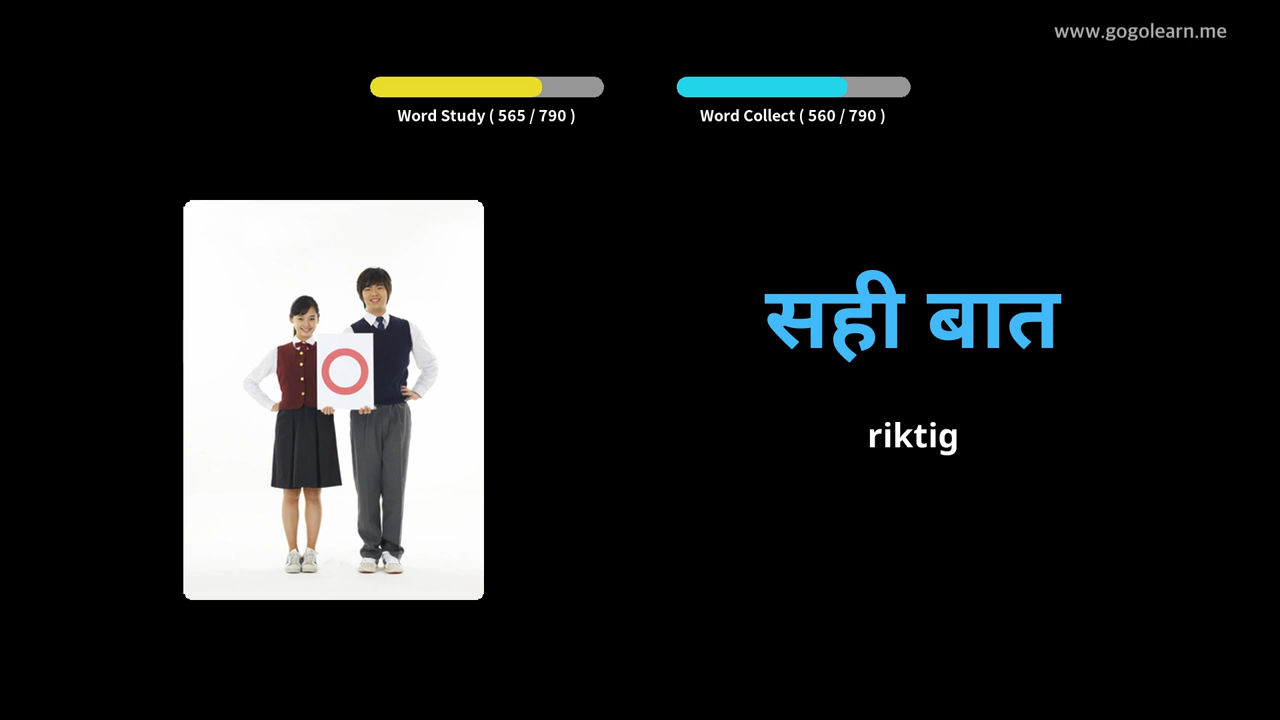 www.gogolearn.me
Word Study ( 565 / 790 )
Word Collect ( 560 / 790 )
सही बात
riktig